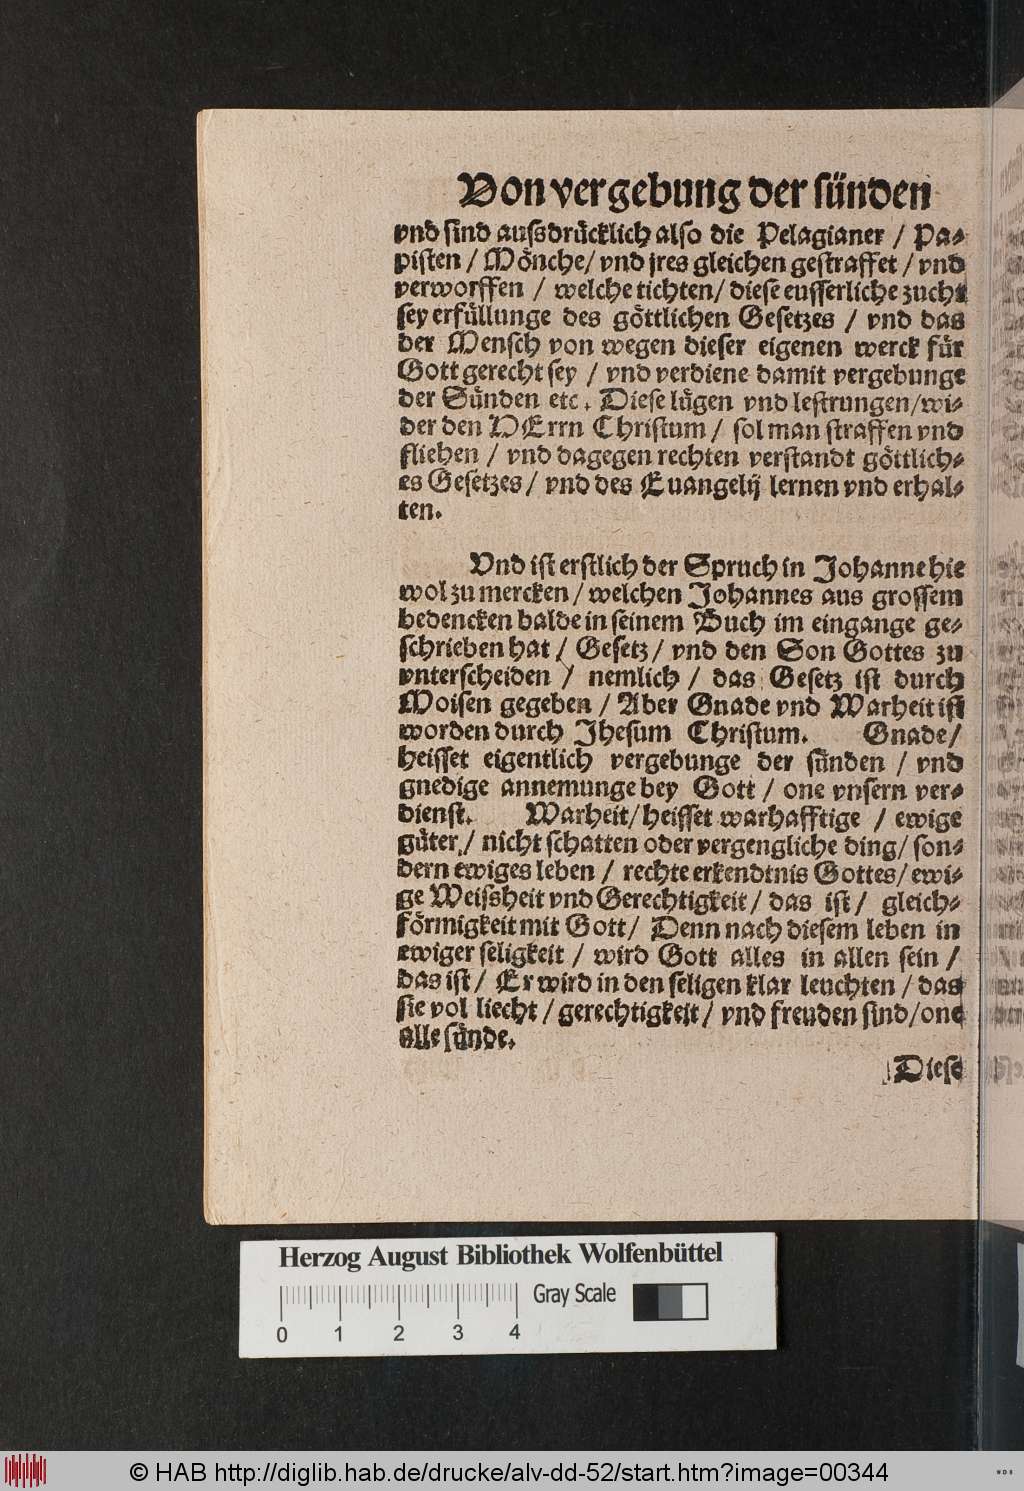 Von vergebung der sünden
vnd sind ausdrücklich also die Pelagianer / Pa-
pisten / Mönche / vnd jres gleichen gestraffet / vnd
verworffen / welche tichten / diese eusserliche zucht
sey erfüllunge des göttlichen Gesetzes / vnd das
der Mensch von wegen dieser eigenen werck für
Gott gerecht sey / vnd verdiene damit vergebunge
der Sünden etc. Diese lügen vnd lestrungen / wi-
der den HErrn Christum / sol man straffen vnd
fliehen / vnd dagegen rechten verstandt göttlich-
es Gesetzes / vnd des Euangelij lernen vnd erhal-
ten.
Vnd ist erstlich der Spruch in Johanne hie
wol zu mercken / welchen Johannes aus grossem
bedencken balde in seinem Buch im eingange ge-
schrieben hat / Gesetz / vnd den Son Gottes zu
vnterscheiden / nemlich / das Gesetz ist durch
Moisen gegeben / Aber Gnade vnd Warheit ist
worden durch Jhesum Christum. Gnade /
heisset eigentlich vergebunge der sünden / vnd
gnedige annemunge bey Gott / one vnsern ver-
dienst. Warheit / heisset warhafftige / ewige
güter / nicht schatten oder vergengliche ding / son-
dern ewiges leben / rechte erkendtnis Gottes / ewi-
ge Weissheit vnd Gerechtigkeit / das ist / gleich-
förmigkeit mit Gott / Denn nach diesem leben in
ewiger seligkeit / wird Gott alles in allen sein /
das ist / Er wird in den seligen klar leuchten / das
sie vol liecht / gerechtigkeit / vnd freuden sind / one
alle sünde.
Diese
Herzog August Bibliothek Wolfenbüttel
Gray Scale
0 1 2 3 4
© HAB http://diglib.hab.de/drucke/alv-dd-52/start.htm?image=00344